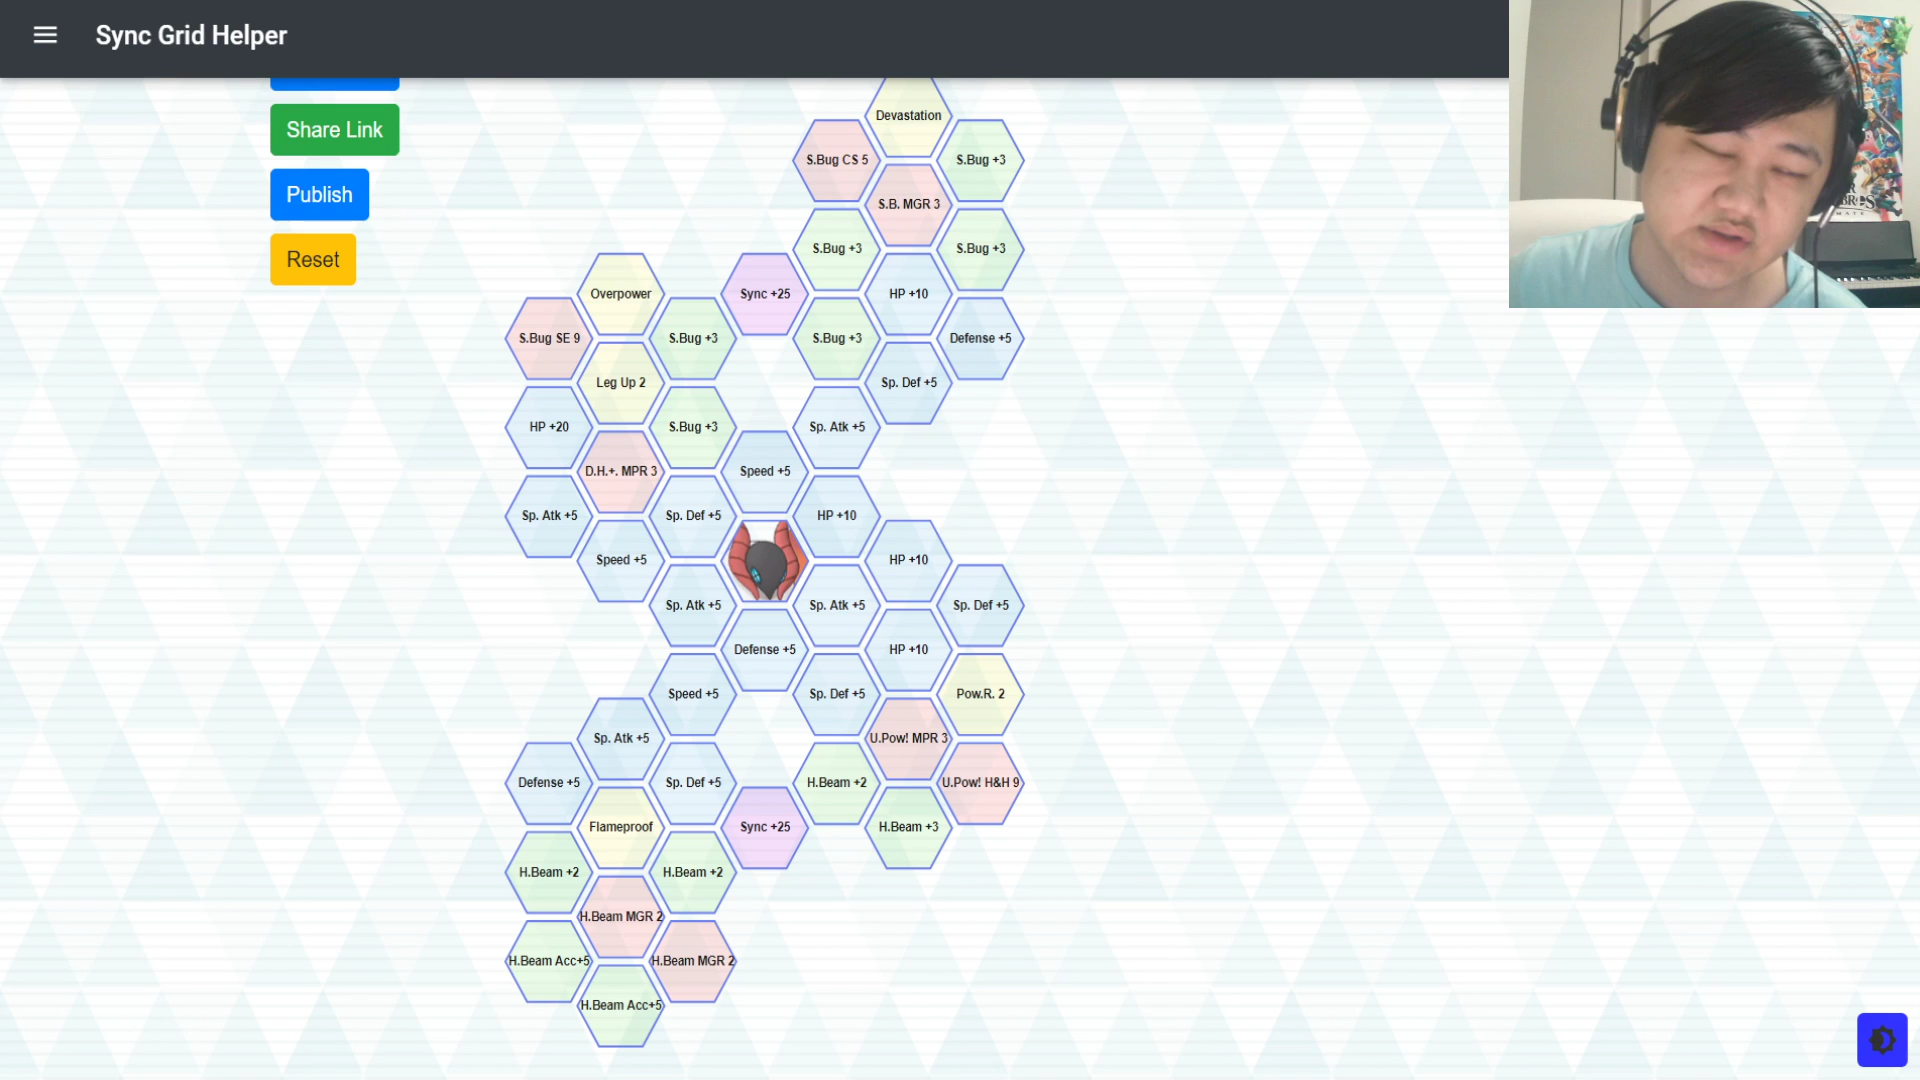 Sync Grid Helper
Share Link
Publish
Reset
Devastation
S.Bug CS 5
S.Bug +3
S.B. MGR 3
S.Bug +3
S.Bug +3
Overpower
Sync +25
HP +10
S.Bug SE 9
S.Bug +3
S.Bug +3
Defense +5
Leg Up 2
Sp. Def +5
HP +20
S.Bug +3
Sp. Atk +5
D.H.+. MPR 3
Speed +5
Sp. Atk +5
Sp. Def +5
HP +10
Speed +5
HP +10
Sp. Atk +5
Sp. Atk +5
Sp. Def +5
Defense +5
HP +10
Speed +5
Sp. Def +5
Pow.R. 2
Sp. Atk +5
U.Pow! MPR 3
Defense +5
Sp. Def +5
H.Beam +2
U.Pow! H&H 9
Flameproof
Sync +25
H.Beam +3
H.Beam +2
H.Beam +2
H.Beam MGR 2
H.Beam Acc+5
H.Beam MGR 2
H.Beam Acc+5